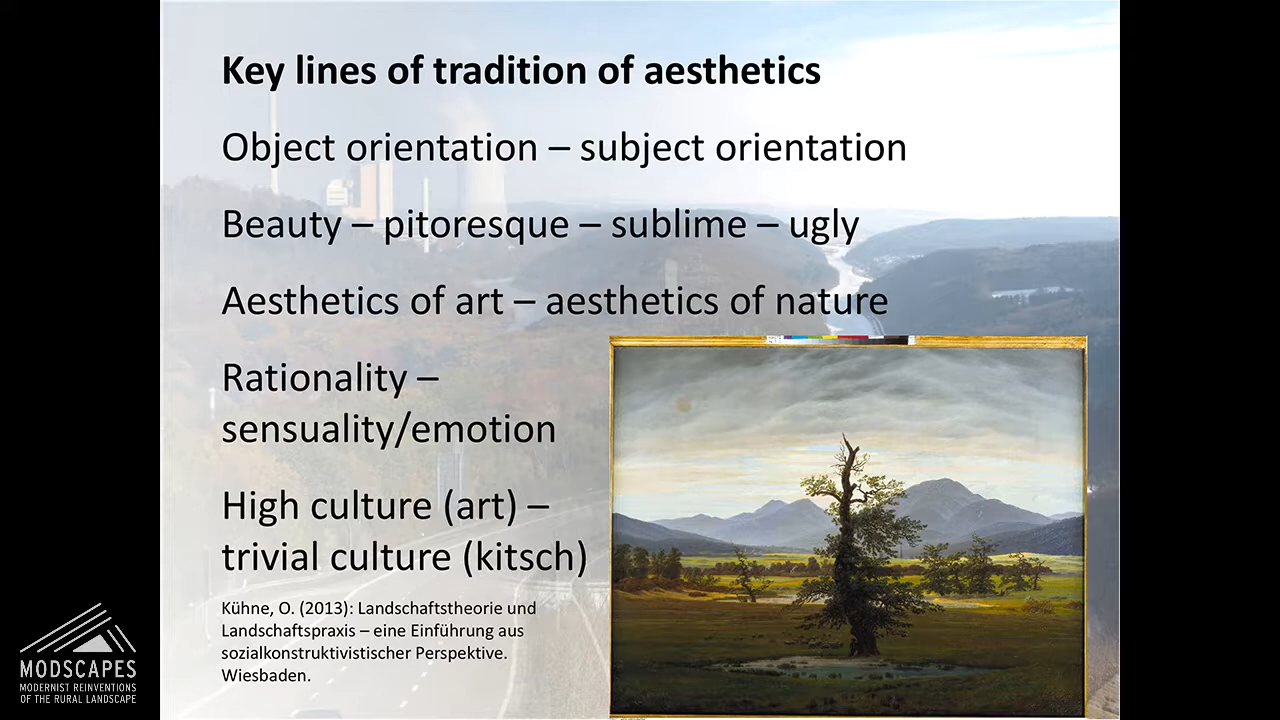 Key lines of tradition of aesthetics
Object orientation – subject orientation
Beauty – pitoresque – sublime – ugly
Aesthetics of art – aesthetics of nature
Rationality –
sensuality/emotion
High culture (art) –
trivial culture (kitsch)
Kühne, O. (2013): Landschaftstheorie und
Landschaftspraxis – eine Einführung aus
sozialkonstruktivistischer Perspektive.
Wiesbaden.
MODSCAPES
MODERNIST REINVENTIONS
OF THE RURAL LANDSCAPE